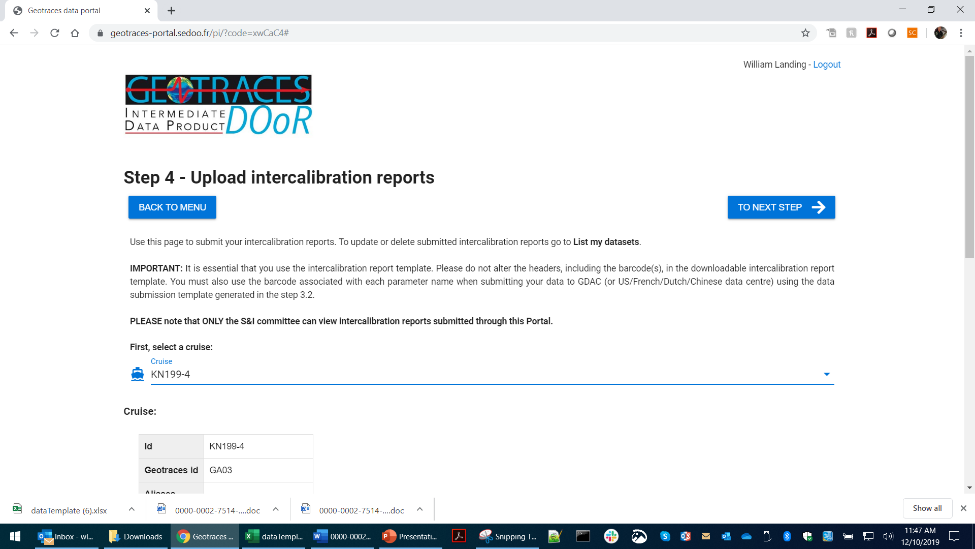 Geotraces data portal
geotraces-portal.sedoo.fr/pi/?code=xwCaC4#
William Landing - Logout
GEOTRACES
INTERMEDIATE
DATA PRODUCT DOoR
Step 4 - Upload intercalibration reports
BACK TO MENU
TO NEXT STEP
Use this page to submit your intercalibration reports. To update or delete submitted intercalibration reports go to List my datasets.
IMPORTANT: It is essential that you use the intercalibration report template. Please do not alter the headers, including the barcode(s), in the downloadable intercalibration report
template. You must also use the barcode associated with each parameter name when submitting your data to GDAC (or US/French/Dutch/Chinese data centre) using the data
submission template generated in the step 3.2.
PLEASE note that ONLY the S&I committee can view intercalibration reports submitted through this Portal.
First, select a cruise:
Cruise
KN199-4
Cruise:
Id KN199-4
Geotraces id GA03
Aliases
dataTemplate (6).xlsx
0000-0002-7514-....doc
0000-0002-7514-....doc
Show all
Inbox - wi...
Downloads
Geotraces ...
dataTempl...
0000-0002...
Presentati...
Snipping T...
11:47 AM
12/10/2019